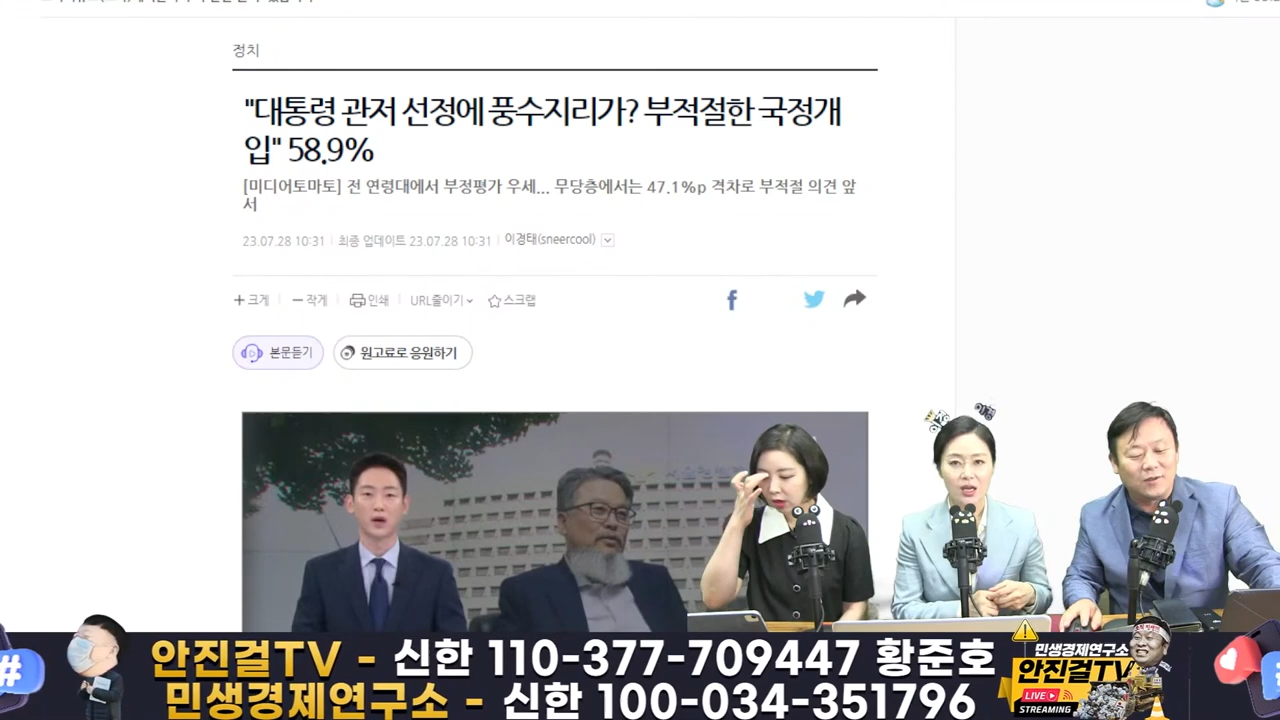 정치
"대통령 관저 선정에 풍수지리가? 부적절한 국정개
입" 58.9%
[미디어토마토] 전 연령대에서 부정평가 우세... 무당층에서는 47.1%p 격차로 부적절 의견 앞
서
23.07.28 10:31 | 최종 업데이트 23.07.28 10:31 | 이경태(sneercool)
+ 크게 | − 작게 | 인쇄 | URL줄이기 스크랩
본문듣기 원고료로 응원하기
안진걸TV - 신한 110-377-709447 황준호
민생경제연구소 - 신한 100-034-351796
민생경제연구소
안진걸TV
LIVE
STREAMING
#